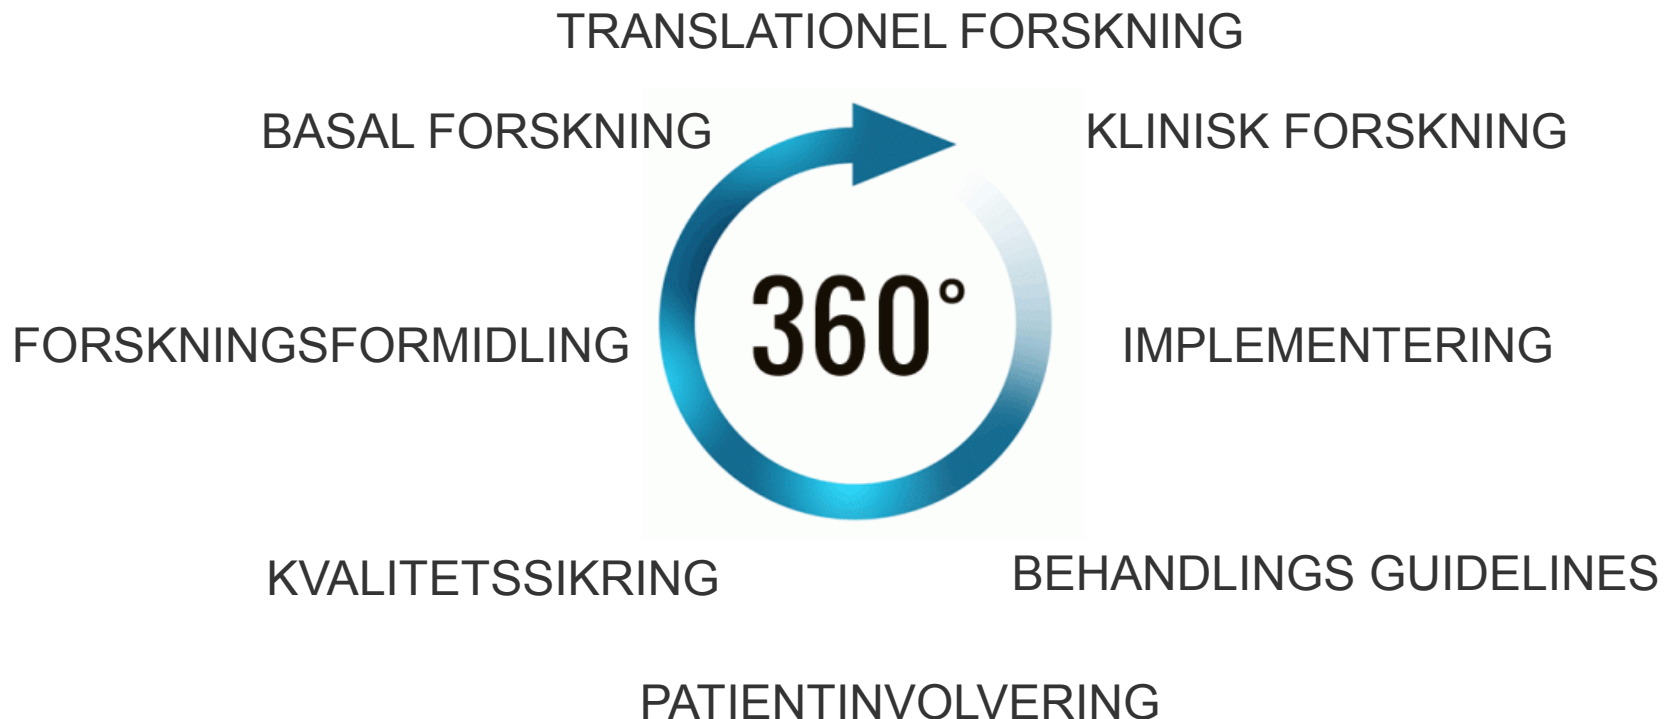 TRANSLATIONEL FORSKNING
BASAL FORSKNING
KLINISK FORSKNING
360°
FORSKNINGSFORMIDLING
IMPLEMENTERING
KVALITETSSIKRING
BEHANDLINGS GUIDELINES
PATIENTINVOLVERING